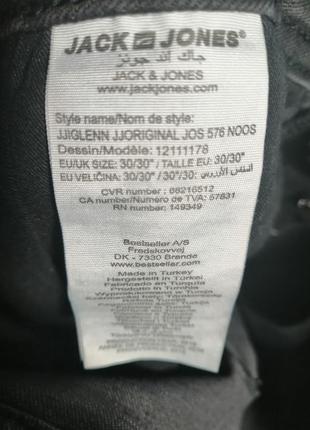 JACK JONES®
جاك أند جونز
JACK & JONES
www.jackjones.com
Style name/Nom de style:
JJIGLENN JJORIGINAL JOS 576 NOOS
Dessin/Modèle: 12111178
EU/UK SIZE: 30/30" / TAILLE EU: 30/30"
EU VELIČINA: 30/30" /30"/30:
CVR number : 66216512
CA number/Numéro de TVA: 57831
RN number: 149349
Bestseller A/S
Fredskovvej
DK - 7330 Brande
www.bestseller.com
Made in Turkey
Hergestellt in Türkei
Fabricado en Turquía
Prodotto in Turchia
Wyprodukowano w Turcja